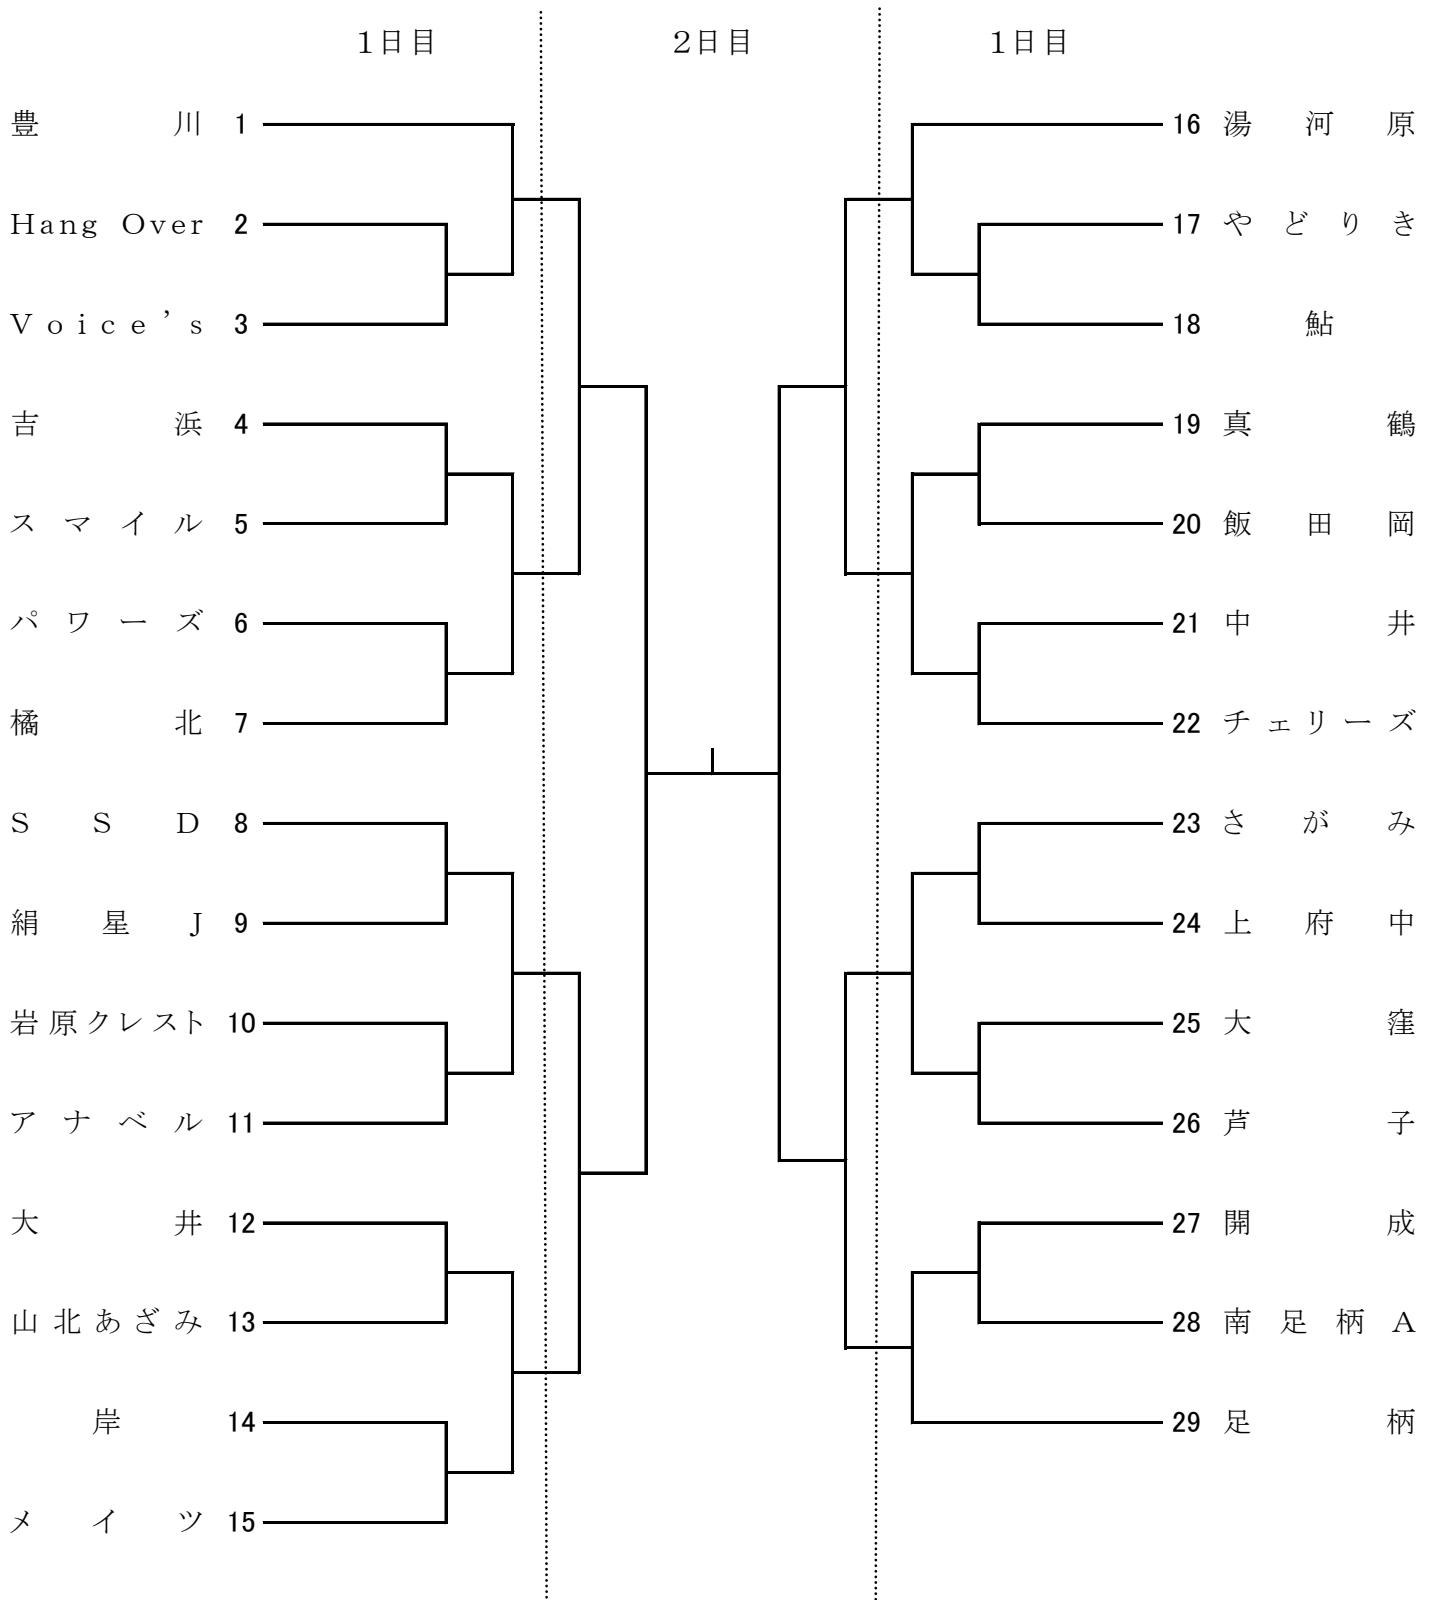 1日目 2日目 1日目
豊川 1 16 湯河原
Hang Over 2 17 やどりき
Voice's 3 18 鮎
吉浜 4 19 真鶴
スマイル 5 20 飯田岡
パワーズ 6 21 中井
橘北 7 22 チェリーズ
SSD 8 23 さがみ
絹星J 9 24 上府中
岩原クレスト 10 25 大窪
アナベル 11 26 芦子
大井 12 27 開成
山北あざみ 13 28 南足柄A
岸 14 29 足柄
メイツ 15